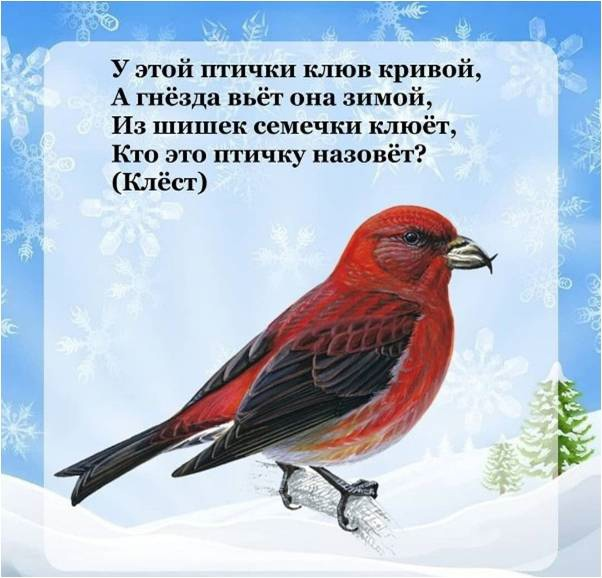 У этой птички клюв кривой,
А гнёзда вьёт она зимой,
Из шишек семечки клюёт,
Кто это птичку назовёт?
(Клёст)